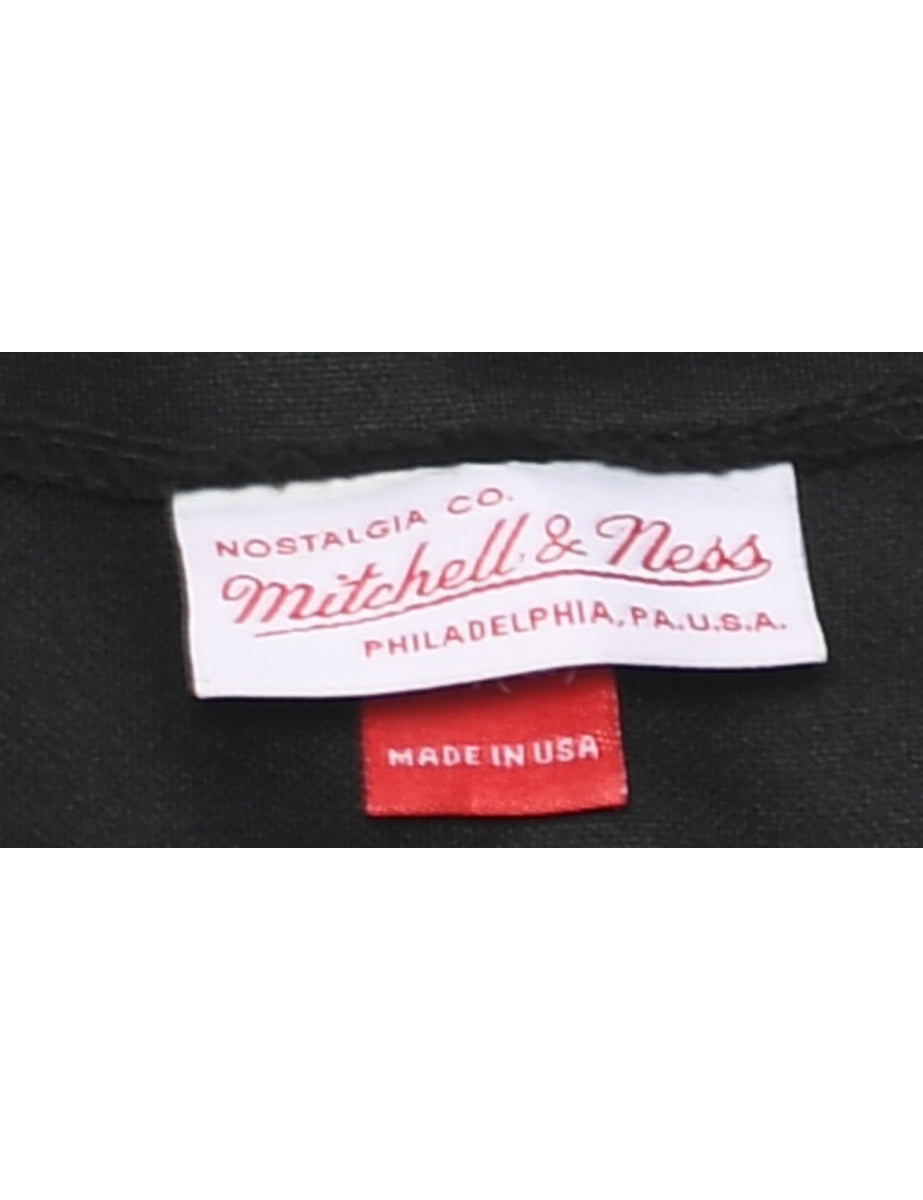 NOSTALGIA CO.
Mitchell & Ness
PHILADELPHIA, PA. U.S.A.
MADE IN USA